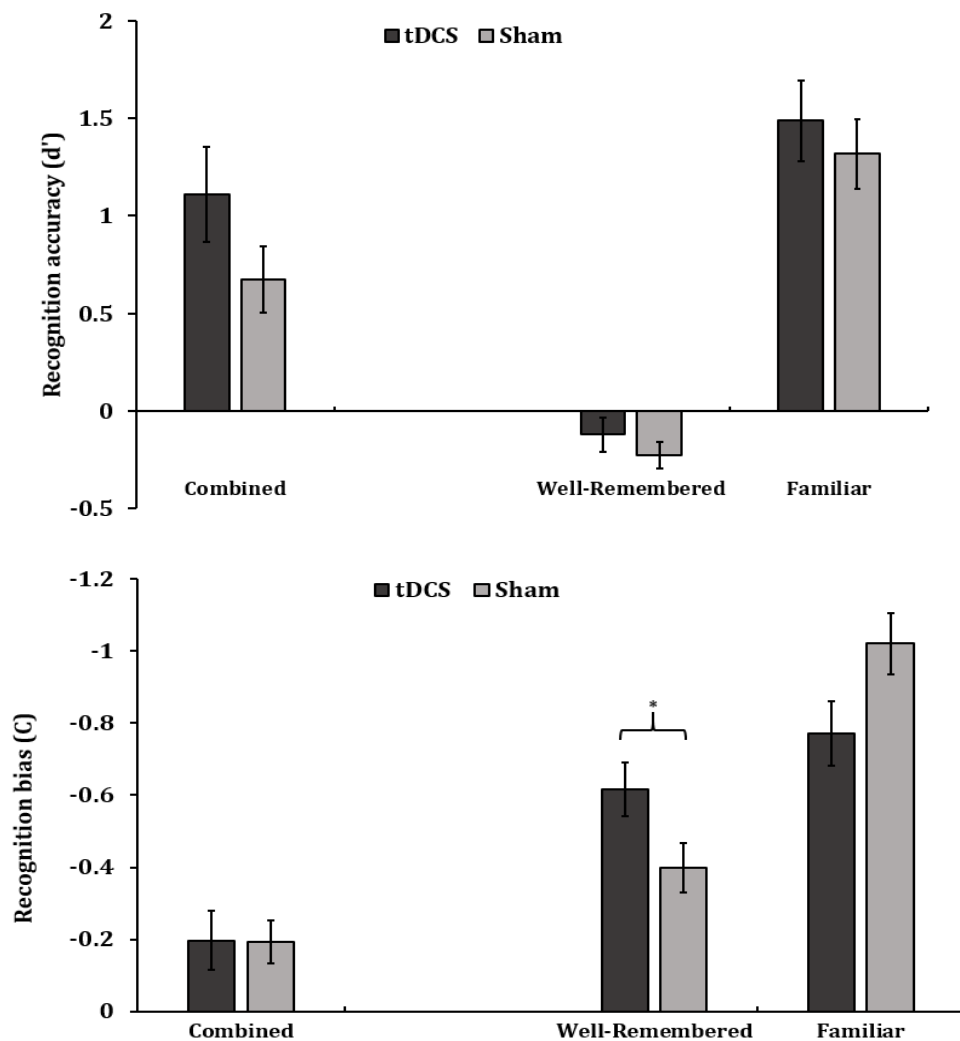 2
tDCS Sham
1.5
1
0.5
0
-0.5
Recognition accuracy (d')
Combined Well-Remembered Familiar
-1.2
tDCS Sham
-1
-0.8
*
-0.6
-0.4
-0.2
0
Recognition bias (C)
Combined Well-Remembered Familiar